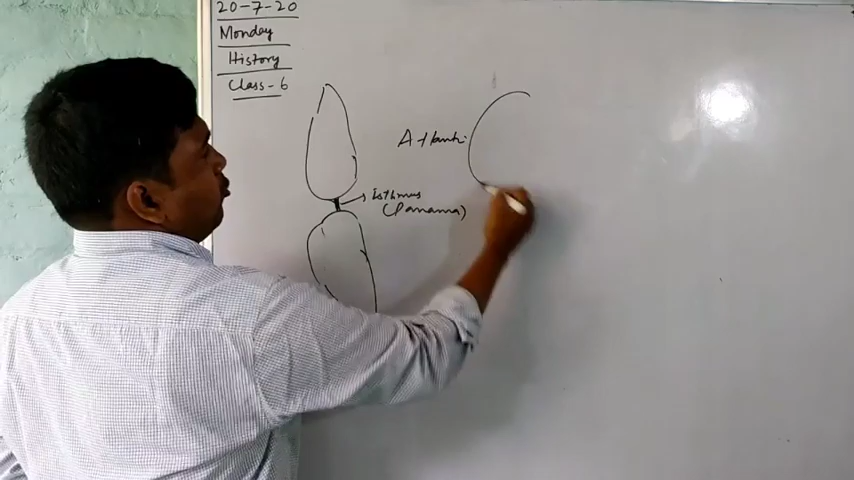 20-7-20
Monday
History
Class-6
Atlantic
Isthmus
(Panama)